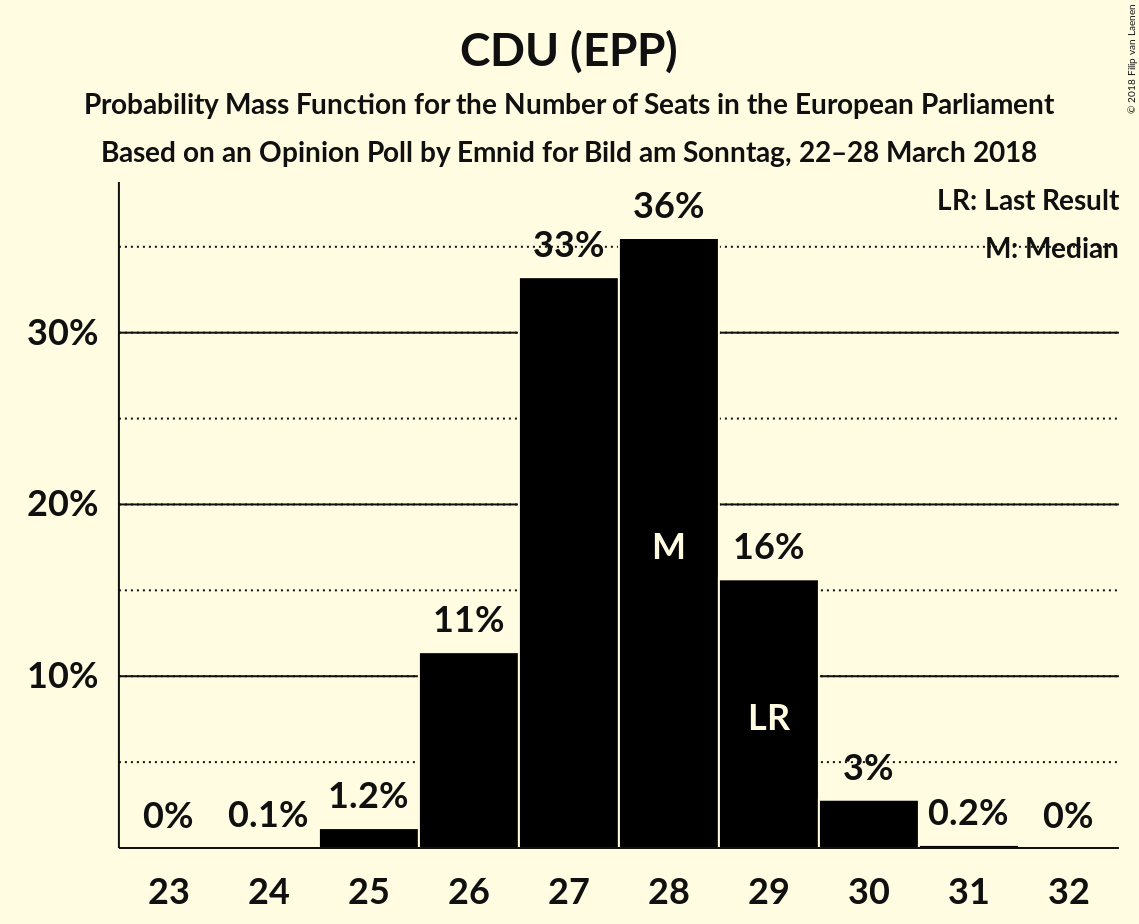 CDU (EPP)
Probability Mass Function for the Number of Seats in the European Parliament
Based on an Opinion Poll by Emnid for Bild am Sonntag, 22–28 March 2018
© 2018 Filip van Laenen
LR: Last Result
M: Median
30%
20%
10%
0%
0.1%
1.2%
11%
33%
36%
16%
3%
0.2%
0%
M
LR
23 24 25 26 27 28 29 30 31 32